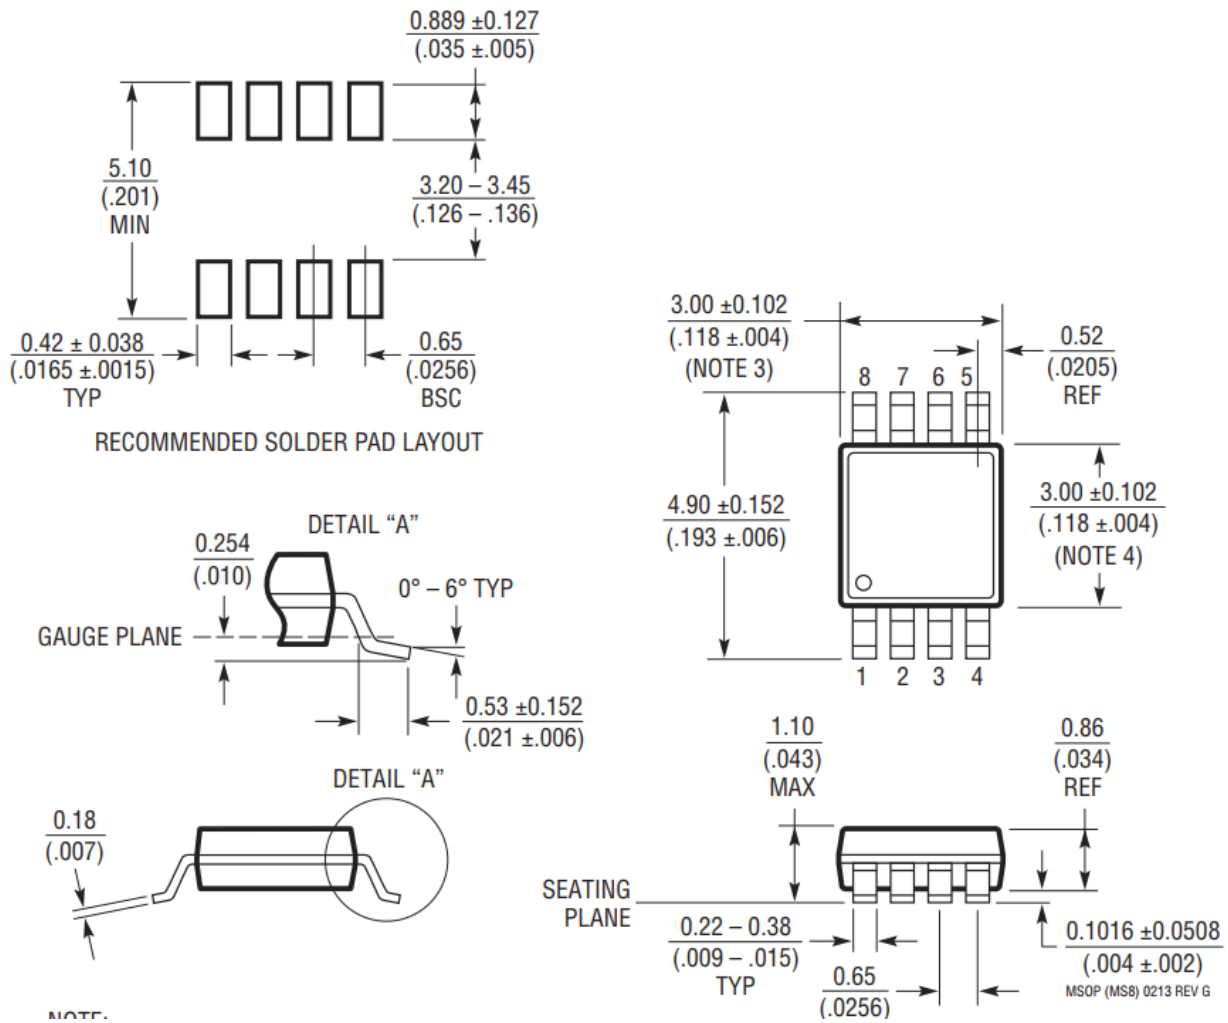 0.889 ±0.127
(.035 ±.005)
5.10
(.201)
MIN
3.20 – 3.45
(.126 – .136)
0.42 ± 0.038
(.0165 ±.0015)
TYP
0.65
(.0256)
BSC
RECOMMENDED SOLDER PAD LAYOUT
3.00 ±0.102
(.118 ±.004)
(NOTE 3)
0.52
(.0205)
REF
8 7 6 5
4.90 ±0.152
(.193 ±.006)
3.00 ±0.102
(.118 ±.004)
(NOTE 4)
1 2 3 4
DETAIL “A”
0.254
(.010)
0° – 6° TYP
GAUGE PLANE
0.53 ±0.152
(.021 ±.006)
DETAIL “A”
0.18
(.007)
1.10
(.043)
MAX
0.86
(.034)
REF
SEATING
PLANE
0.22 – 0.38
(.009 – .015)
TYP
0.65
(.0256)
0.1016 ±0.0508
(.004 ±.002)
MSOP (MS8) 0213 REV G
NOTE: